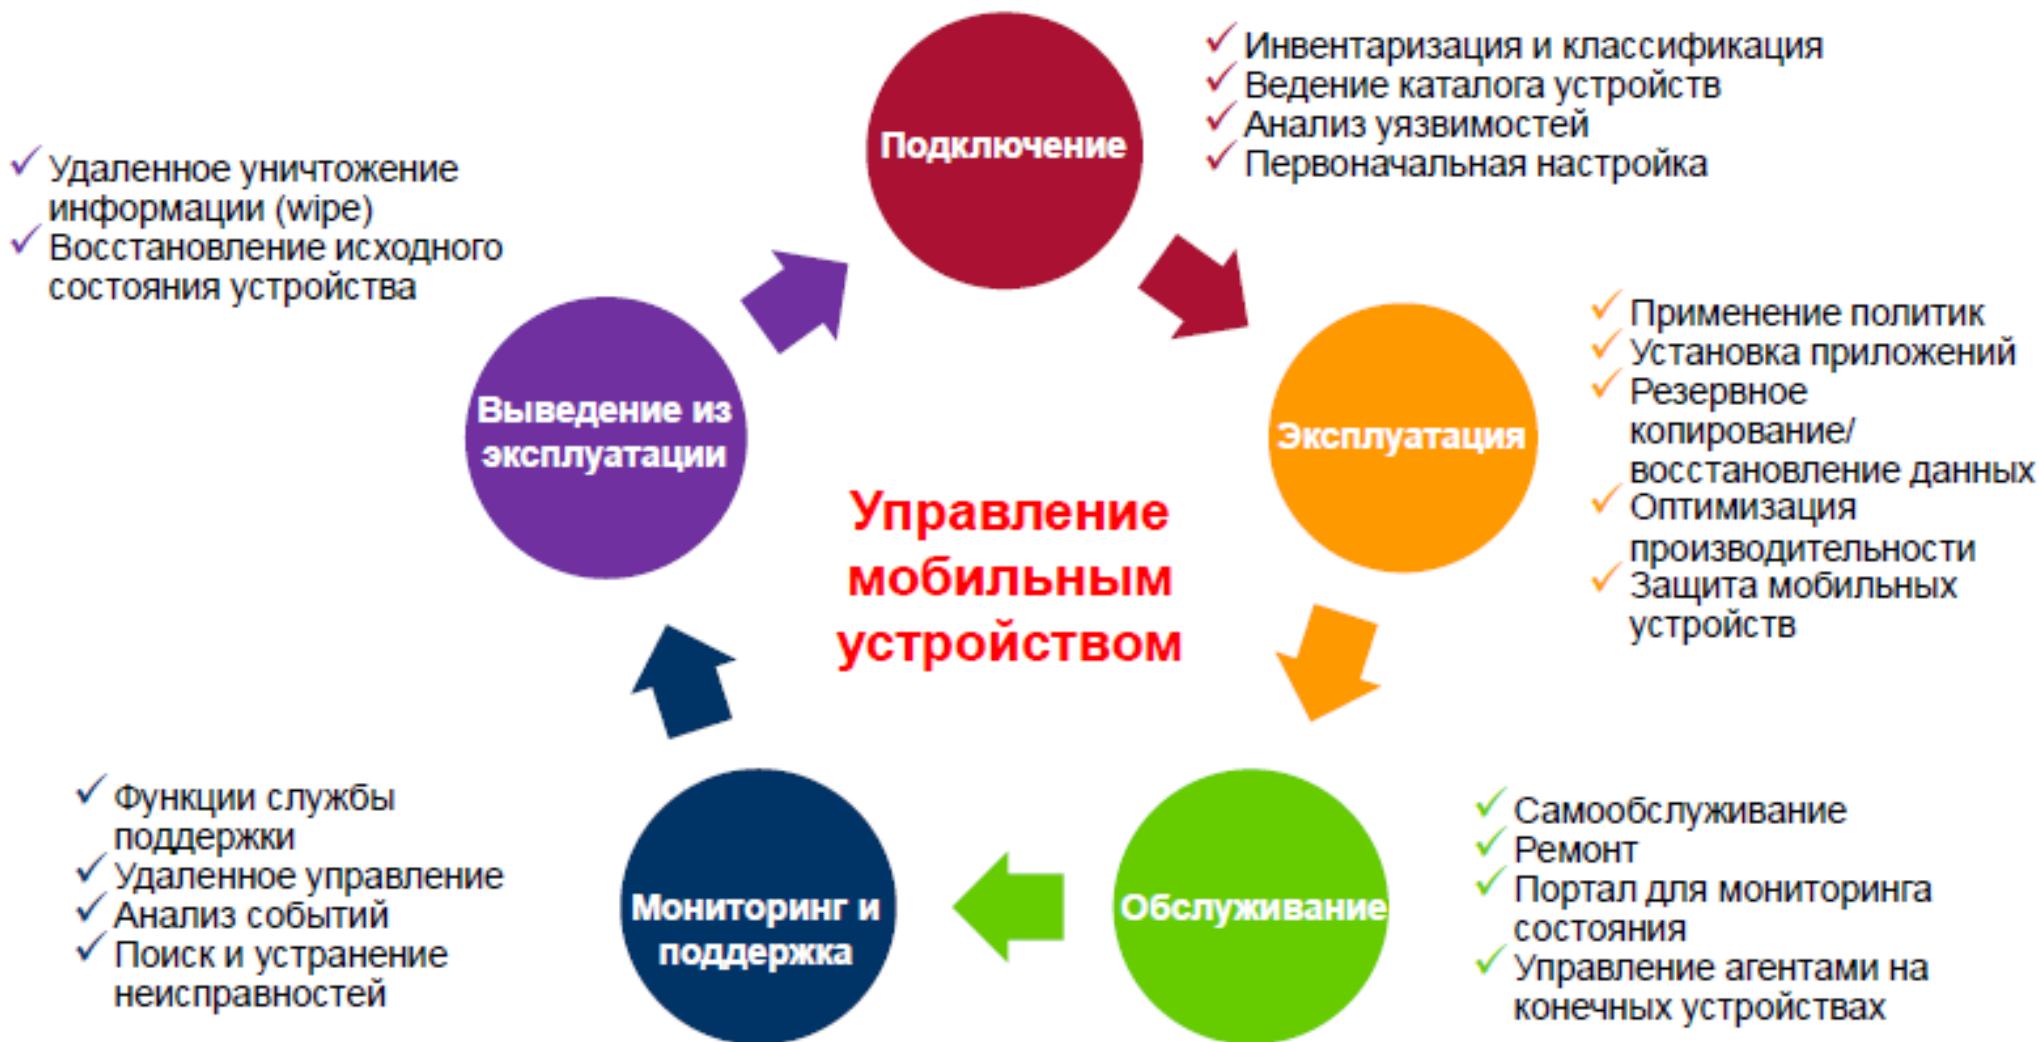 Подключение
Инвентаризация и классификация
Ведение каталога устройств
Анализ уязвимостей
Первоначальная настройка
Эксплуатация
Применение политик
Установка приложений
Резервное
копирование/
восстановление данных
Оптимизация
производительности
Защита мобильных
устройств
Обслуживание
Самообслуживание
Ремонт
Портал для мониторинга
состояния
Управление агентами на
конечных устройствах
Мониторинг и
поддержка
Функции службы
поддержки
Удаленное управление
Анализ событий
Поиск и устранение
неисправностей
Выведение из
эксплуатации
Удаленное уничтожение
информации (wipe)
Восстановление исходного
состояния устройства
Управление
мобильным
устройством